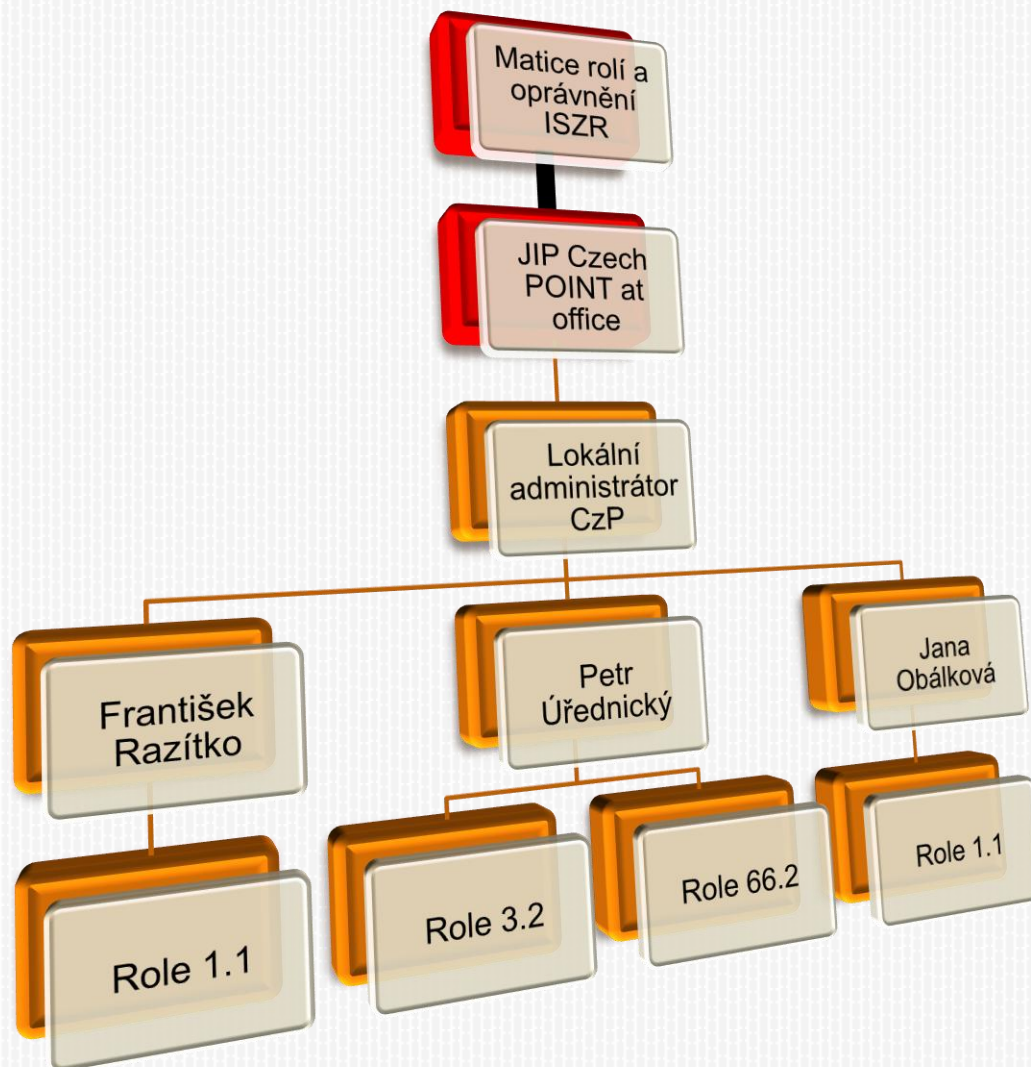 Matice rolí a
oprávnění
ISZR
JIP Czech
POINT at
office
Lokální
administrátor
CzP
František
Razítko
Petr
Úřednický
Jana
Obálková
Role 1.1
Role 3.2
Role 66.2
Role 1.1